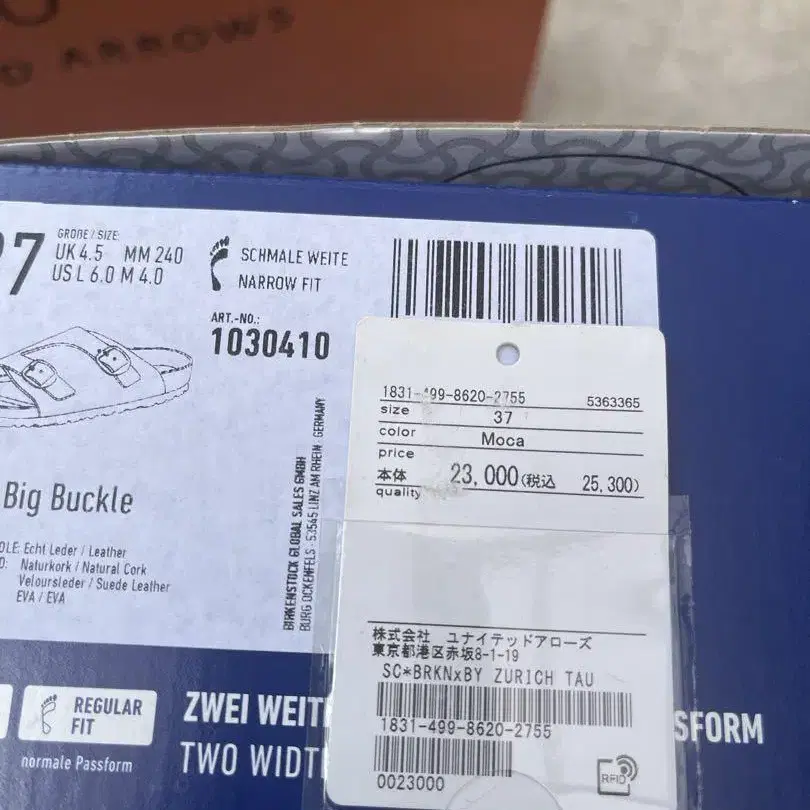 ARROWS
37
GRÖßE / SIZE:
UK 4.5 MM 240
US L 6.0 M 4.0
SCHMALE WEITE
NARROW FIT
ART.-NO.:
1030410
Big Buckle
Echt Leder / Leather
Naturkork / Natural Cork
Veloursleder / Suede Leather
EVA / EVA
BIRKENSTOCK GLOBAL SALES GMBH
BURG OCKENFELS · 53545 LINZ AM RHEIN · GERMANY
REGULAR
FIT
normale Passform
ZWEI WEIT
TWO WIDT
SFORM
1831-499-8620-2755 5363365
size 37
color Moca
price
本体 23,000(税込 25,300)
quality
株式会社 ユナイテッドアローズ
東京都港区赤坂8-1-19
SC*BRKNxBY ZURICH TAU
1831-499-8620-2755
0023000
RFID